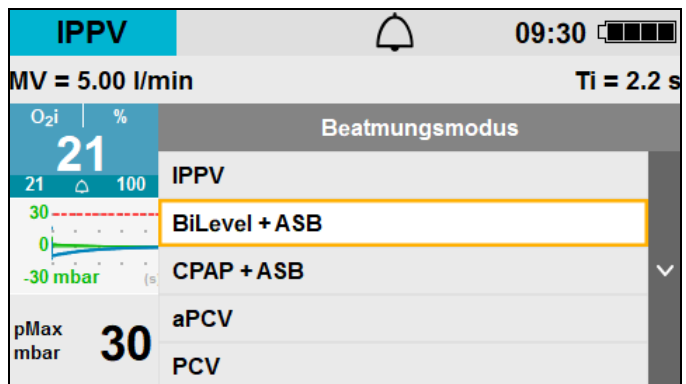 IPPV 09:30
MV = 5.00 l/min Ti = 2.2 s
O₂i %
21
21 100
Beatmungsmodus
IPPV
BiLevel + ASB
CPAP + ASB
aPCV
PCV
30
0
-30 mbar (s
pMax
mbar 30